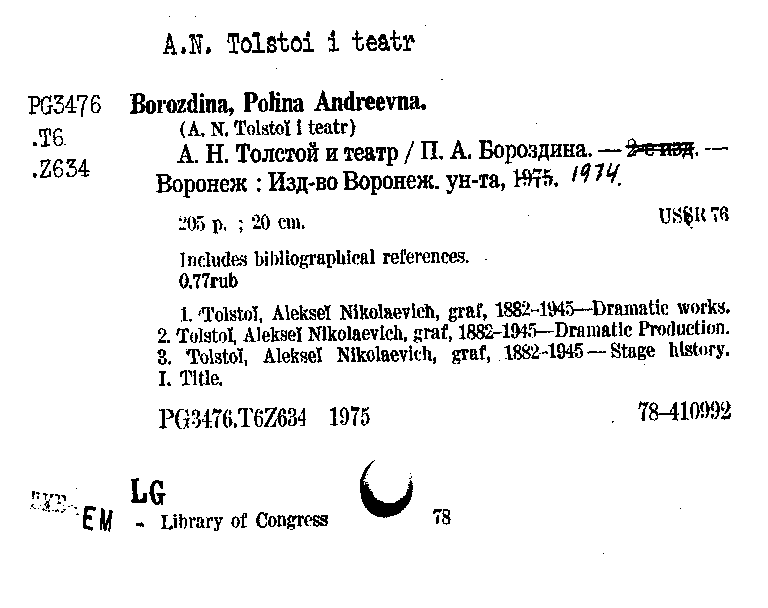 A.N. Tolstoi i teatr
PG3476 Borozdina, Polina Andreevna.
.T6 (A. N. Tolstoĭ i teatr)
.Z634 А. Н. Толстой и театр / П. А. Бороздина. — 2-е изд. —
Воронеж : Изд-во Воронеж. ун-та, 1975. 1974.
205 p. ; 20 cm. USSR 76
Includes bibliographical references.
0.77rub
1. Tolstoĭ, Alekseĭ Nikolaevich, graf, 1882-1945—Dramatic works.
2. Tolstoĭ, Alekseĭ Nikolaevich, graf, 1882-1945—Dramatic Production.
3. Tolstoĭ, Alekseĭ Nikolaevich, graf, 1882-1945—Stage history.
I. Title.
PG3476.T6Z634 1975 78-410992
LG
EM - Library of Congress 78